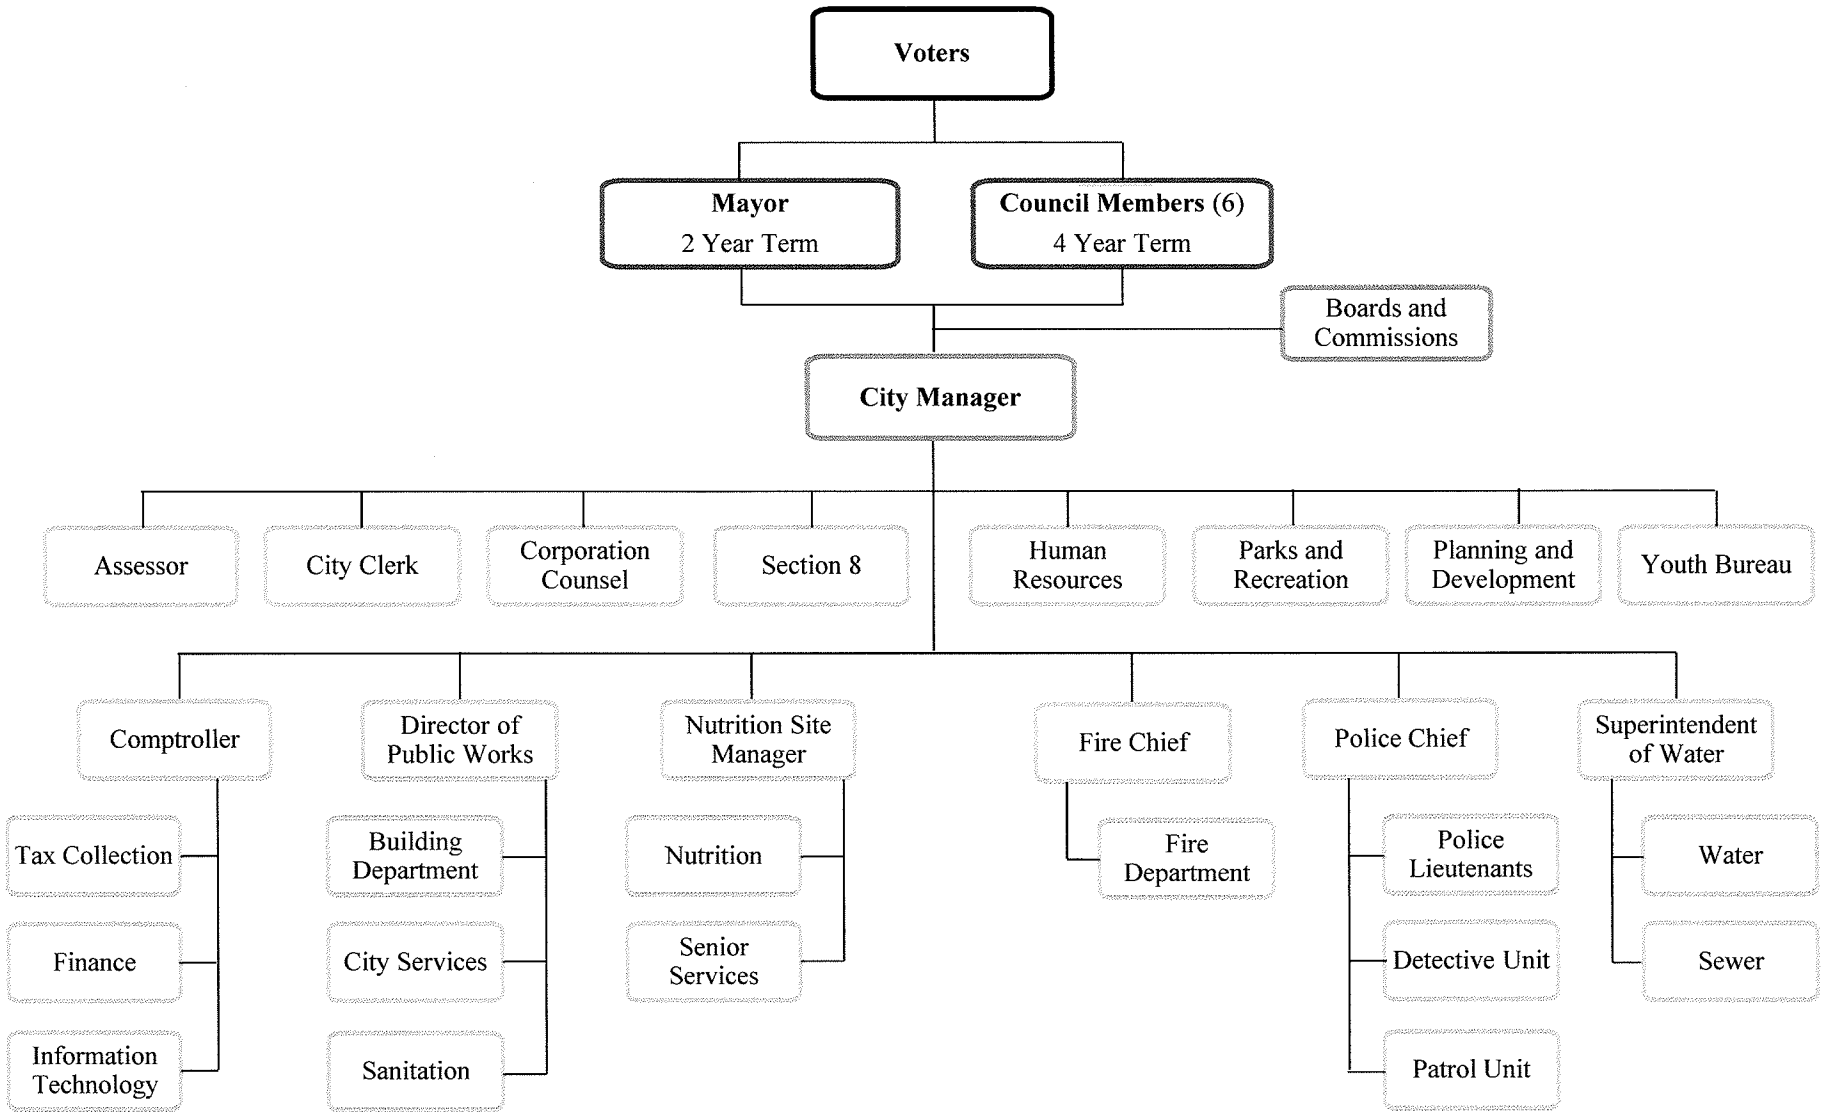 Voters
Mayor
2 Year Term
Council Members (6)
4 Year Term
Boards and
Commissions
City Manager
Assessor
City Clerk
Corporation
Counsel
Section 8
Human
Resources
Parks and
Recreation
Planning and
Development
Youth Bureau
Comptroller
Director of
Public Works
Nutrition Site
Manager
Fire Chief
Police Chief
Superintendent
of Water
Tax Collection
Building
Department
Nutrition
Fire
Department
Police
Lieutenants
Water
Finance
City Services
Senior
Services
Detective Unit
Sewer
Information
Technology
Sanitation
Patrol Unit